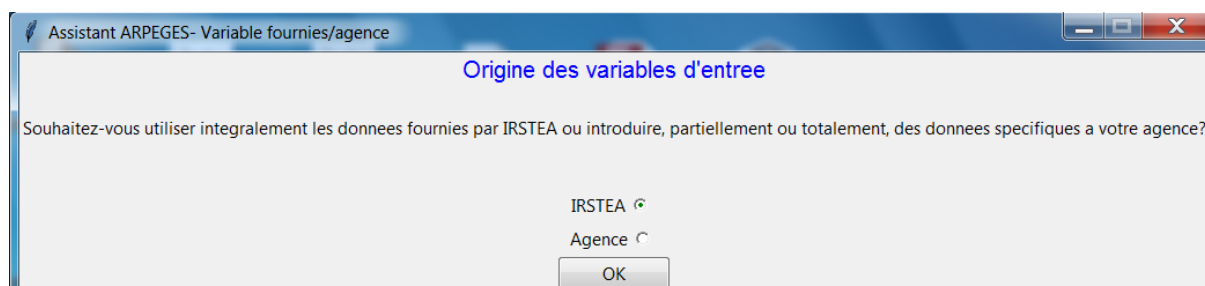 Assistant ARPEGES- Variable fournies/agence
Origine des variables d'entree
Souhaitez-vous utiliser integralement les donnees fournies par IRSTEA ou introduire, partiellement ou totalement, des donnees specifiques a votre agence?
IRSTEA
Agence
OK